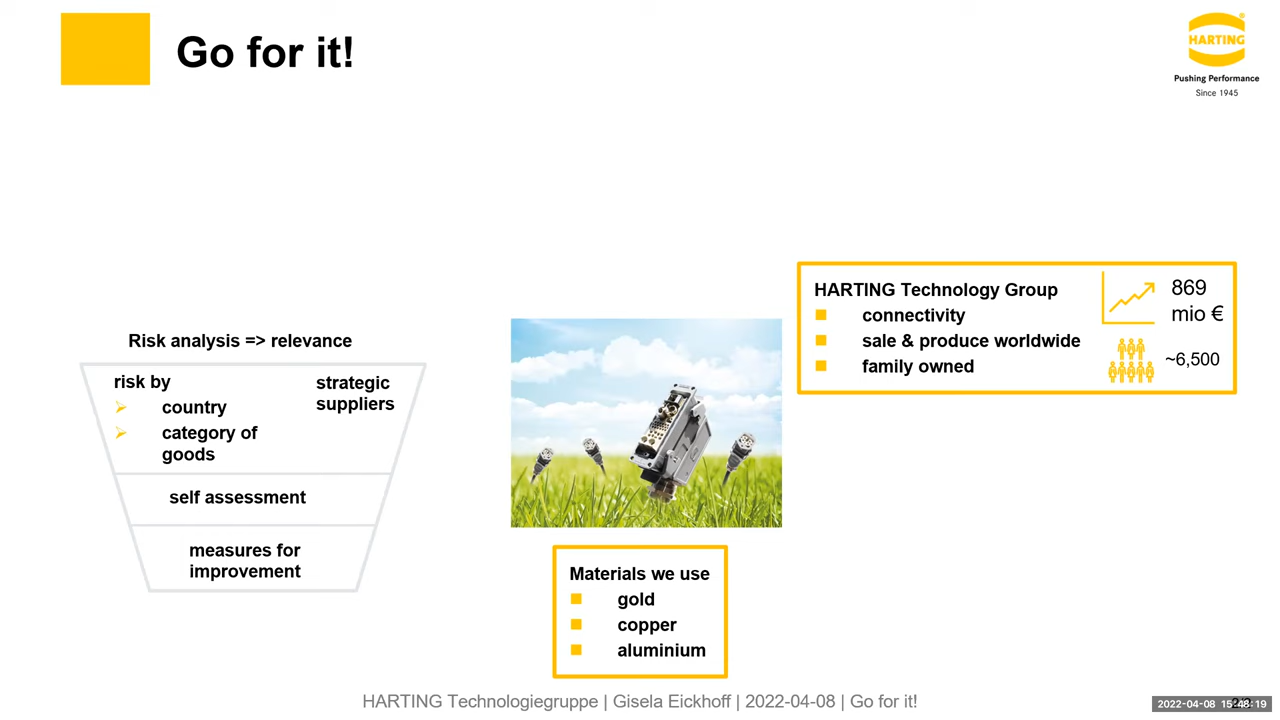 Go for it!
HARTING
Pushing Performance
Since 1945
HARTING Technology Group
connectivity
sale & produce worldwide
family owned
869
mio €
~6,500
Risk analysis => relevance
risk by
country
category of
goods
strategic
suppliers
self assessment
measures for
improvement
Materials we use
gold
copper
aluminium
HARTING Technologiegruppe | Gisela Eickhoff | 2022-04-08 | Go for it!
2022-04-08 15:48:19